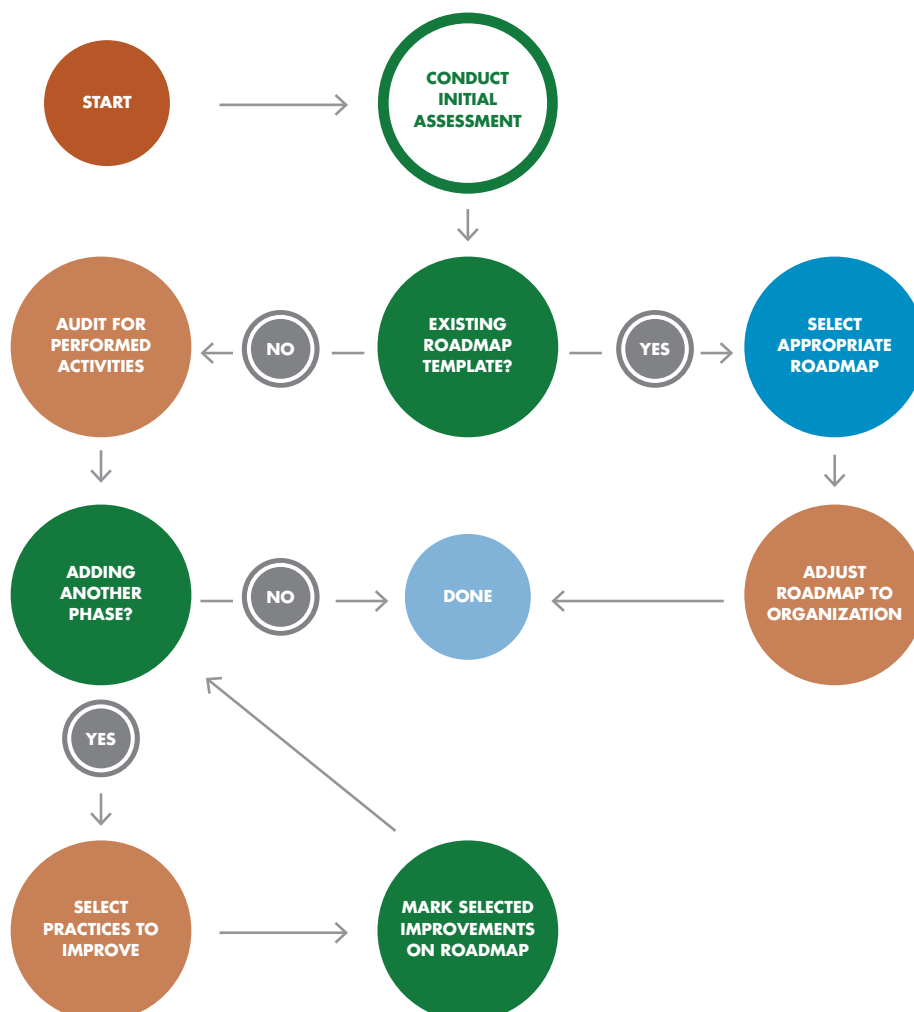 START
CONDUCT
INITIAL
ASSESSMENT
AUDIT FOR
PERFORMED
ACTIVITIES
NO
EXISTING
ROADMAP
TEMPLATE?
YES
SELECT
APPROPRIATE
ROADMAP
ADDING
ANOTHER
PHASE?
NO
DONE
ADJUST
ROADMAP TO
ORGANIZATION
YES
SELECT
PRACTICES TO
IMPROVE
MARK SELECTED
IMPROVEMENTS
ON ROADMAP